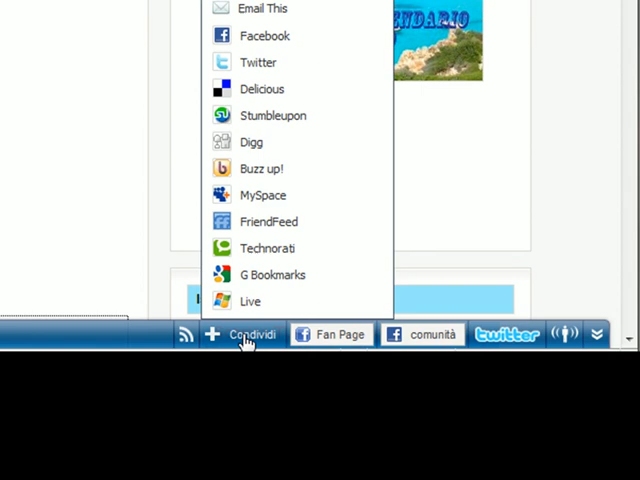 ENDARIO
Email This
Facebook
Twitter
Delicious
Stumbleupon
Digg
Buzz up!
MySpace
FriendFeed
Technorati
G Bookmarks
Live
Condividi
Fan Page
comunità
twitter